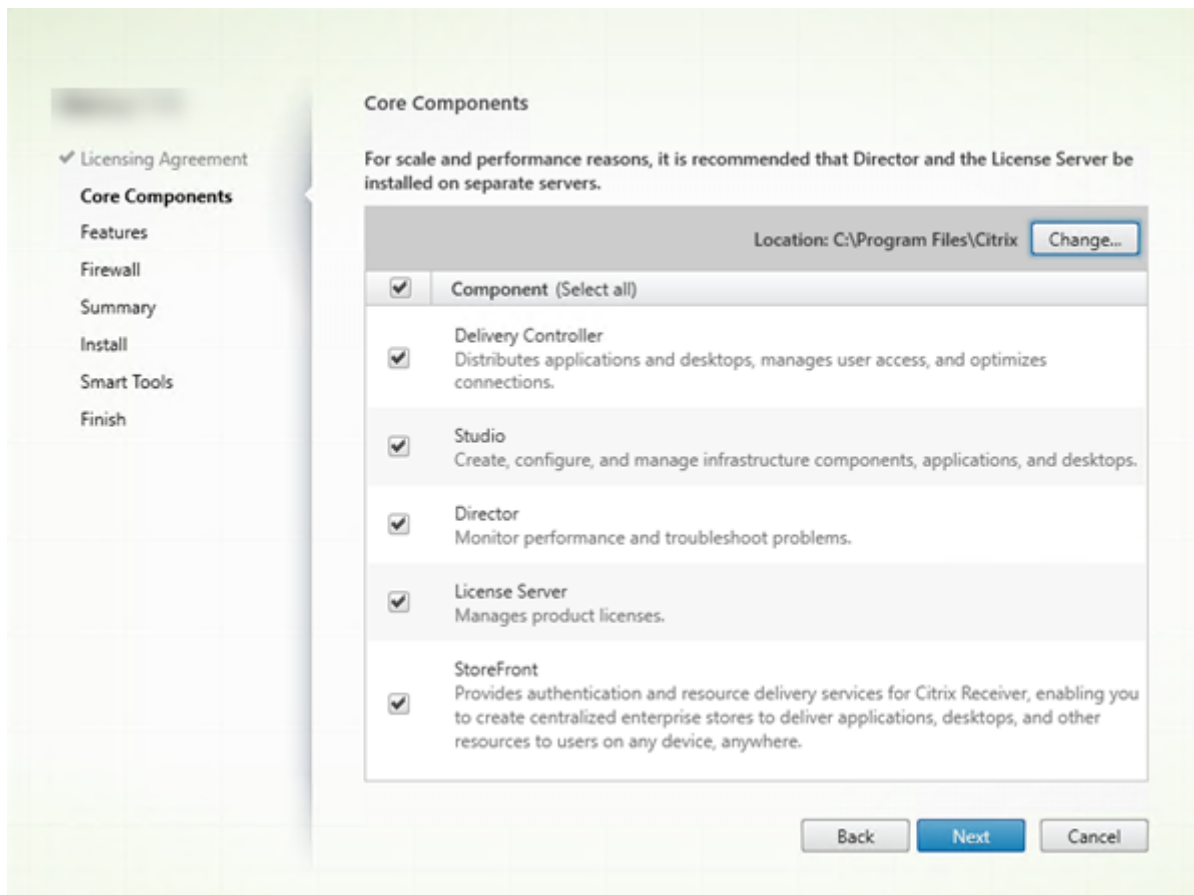 Licensing Agreement
Core Components
Features
Firewall
Summary
Install
Smart Tools
Finish
Core Components
For scale and performance reasons, it is recommended that Director and the License Server be
installed on separate servers.
Location: C:\Program Files\Citrix
Change...
Component (Select all)
Delivery Controller
Distributes applications and desktops, manages user access, and optimizes
connections.
Studio
Create, configure, and manage infrastructure components, applications, and desktops.
Director
Monitor performance and troubleshoot problems.
License Server
Manages product licenses.
StoreFront
Provides authentication and resource delivery services for Citrix Receiver, enabling you
to create centralized enterprise stores to deliver applications, desktops, and other
resources to users on any device, anywhere.
Back
Next
Cancel